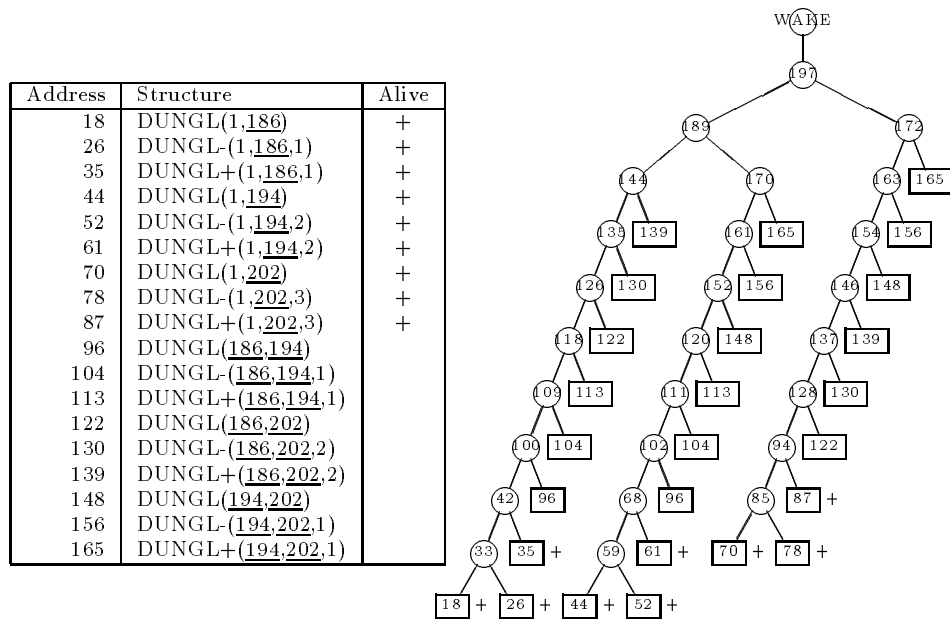 WAKE
197
Address Structure Alive
18 DUNGL(1,186) +
26 DUNGL-(1,186,1) +
35 DUNGL+(1,186,1) +
44 DUNGL(1,194) +
52 DUNGL-(1,194,2) +
61 DUNGL+(1,194,2) +
70 DUNGL(1,202) +
78 DUNGL-(1,202,3) +
87 DUNGL+(1,202,3) +
96 DUNGL(186,194)
104 DUNGL-(186,194,1)
113 DUNGL+(186,194,1)
122 DUNGL(186,202)
130 DUNGL-(186,202,2)
139 DUNGL+(186,202,2)
148 DUNGL(194,202)
156 DUNGL-(194,202,1)
165 DUNGL+(194,202,1)
189 172
144 170 163 165
135 139 161 165 154 156
126 130 152 156 146 148
118 122 120 148 137 139
109 113 111 113 128 130
100 104 102 104 94 122
42 96 68 96 85 87 +
33 35 + 59 61 + 70 + 78 +
18 + 26 + 44 + 52 +